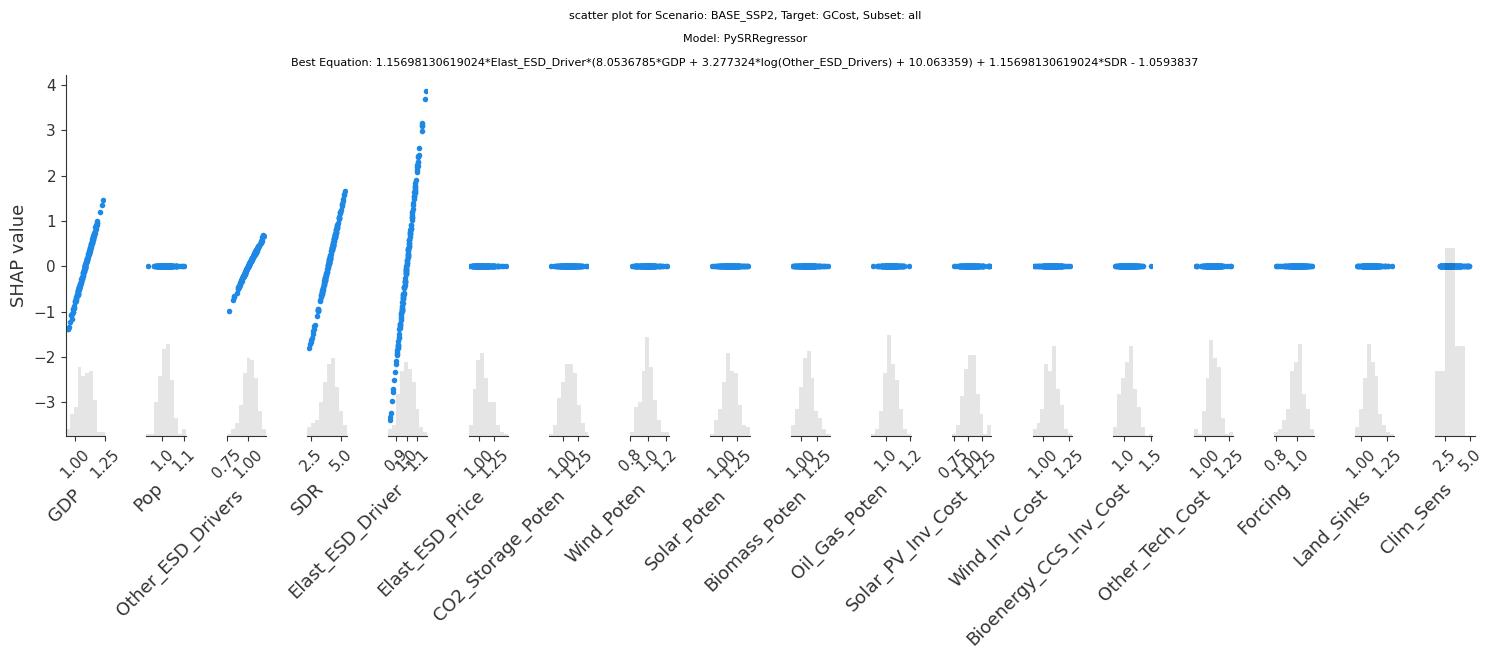 scatter plot for Scenario: BASE_SSP2, Target: GCost, Subset: all
Model: PySRRegressor
Best Equation: 1.15698130619024*Elast_ESD_Driver*(8.0536785*GDP + 3.277324*log(Other_ESD_Drivers) + 10.063359) + 1.15698130619024*SDR - 1.0593837
4
3
2
1
0
−1
−2
−3
SHAP value
1.00 1.25
1.0 1.1
0.75 1.00
2.5 5.0
0.9 1.0 1.1
1.00 1.25
1.00 1.25
0.8 1.0 1.2
1.00 1.25
1.00 1.25
1.0 1.2
0.75 1.00 1.25
1.00 1.25
1.0 1.5
1.00 1.25
0.8 1.0
1.00 1.25
2.5 5.0
GDP
Pop
Other_ESD_Drivers
SDR
Elast_ESD_Driver
Elast_ESD_Price
CO2_Storage_Poten
Wind_Poten
Solar_Poten
Biomass_Poten
Oil_Gas_Poten
Solar_PV_Inv_Cost
Wind_Inv_Cost
Bioenergy_CCS_Inv_Cost
Other_Tech_Cost
Forcing
Land_Sinks
Clim_Sens